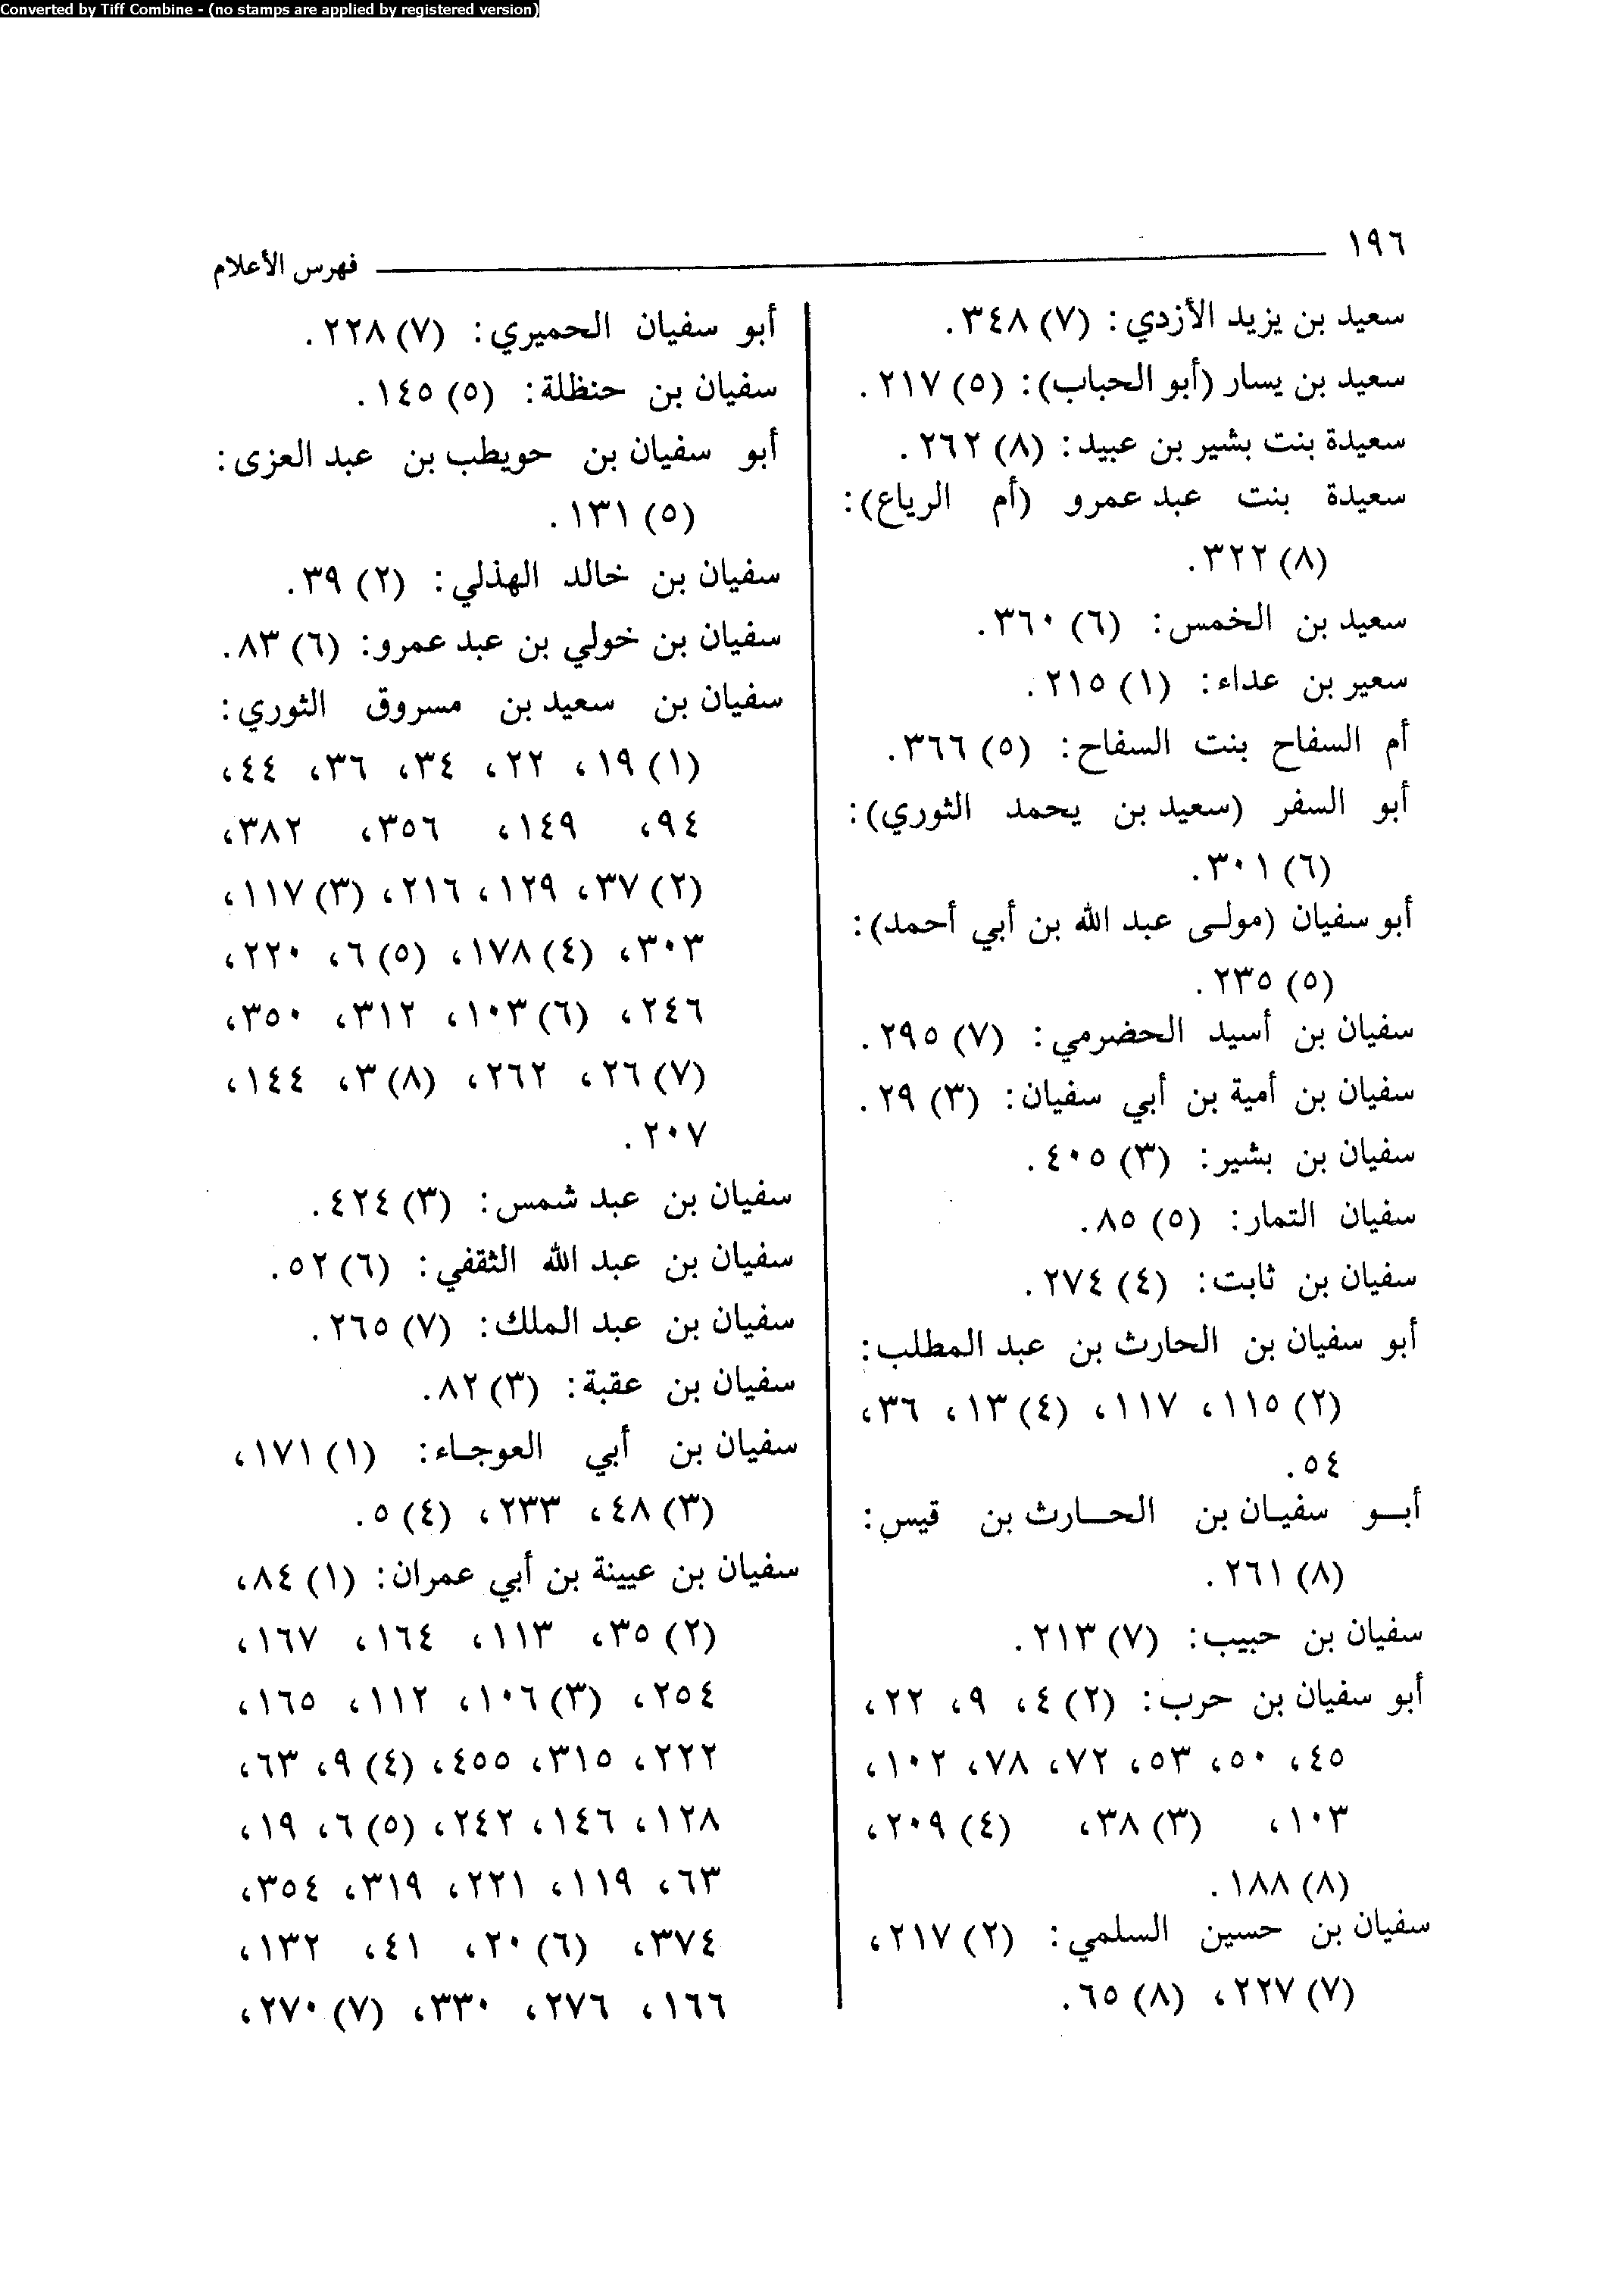 Converted by Tiff Combine - (no stamps are applied by registered version)
١٩٦
فهرس الأعلام
سعيد بن يزيد الأزدي: (٧) ٣٤٨.
سعيد بن يسار (أبو الحباب): (٥) ٢١٧.
سعيدة بنت بشير بن عبيد: (٨) ٢٦٢.
سعيدة بنت عبد عمرو (أم الرياع):
(٨) ٣٢٢.
سعيد بن الخمس: (٦) ٣٦٠.
سعير بن عداء: (١) ٢١٥.
أم السفاح بنت السفاح: (٥) ٣٦٦.
أبو السفر (سعيد بن يحمد الثوري):
(٦) ٣٠١.
أبو سفيان (مولى عبد الله بن أبي أحمد):
(٥) ٢٣٥.
سفيان بن أسيد الحضرمي: (٧) ٢٩٥.
سفيان بن أمية بن أبي سفيان: (٣) ٢٩.
سفيان بن بشير: (٣) ٤٠٥.
سفيان التمار: (٥) ٨٥.
سفيان بن ثابت: (٤) ٢٧٤.
أبو سفيان بن الحارث بن عبد المطلب:
(٢) ١١٥، ١١٧، (٤) ١٣، ٣٦،
٥٤.
أبو سفيان بن الحارث بن قيس:
(٨) ٢٦١.
سفيان بن حبيب: (٧) ٢١٣.
أبو سفيان بن حرب: (٢) ٤، ٩، ٢٢،
٤٥، ٥٠، ٥٣، ٧٢، ٧٨، ١٠٢،
١٠٣، (٣) ٣٨، (٤) ٢٠٩،
(٨) ١٨٨.
سفيان بن حسين السلمي: (٢) ٢١٧،
(٧) ٢٢٧، (٨) ٦٥.
أبو سفيان الحميري: (٧) ٢٢٨.
سفيان بن حنظلة: (٥) ١٤٥.
أبو سفيان بن حويطب بن عبد العزى:
(٥) ١٣١.
سفيان بن خالد الهذلي: (٢) ٣٩.
سفيان بن خولي بن عبد عمرو: (٦) ٨٣.
سفيان بن سعيد بن مسروق الثوري:
(١) ١٩، ٢٢، ٣٤، ٣٦، ٤٤،
٩٤، ١٤٩، ٣٥٦، ٣٨٢،
(٢) ٣٧، ١٢٩، ٢١٦، (٣) ١١٧،
٣٠٣، (٤) ١٧٨، (٥) ٦، ٢٢٠،
٢٤٦، (٦) ١٠٣، ٣١٢، ٣٥٠،
(٧) ٢٦، ٢٦٢، (٨) ٣، ١٤٤،
٢٠٧.
سفيان بن عبد شمس: (٣) ٤٢٤.
سفيان بن عبد الله الثقفي: (٦) ٥٢.
سفيان بن عبد الملك: (٧) ٢٦٥.
سفيان بن عقبة: (٣) ٨٢.
سفيان بن أبي العوجاء: (١) ١٧١،
(٣) ٤٨، ٢٣٣، (٤) ٥.
سفيان بن عيينة بن أبي عمران: (١) ٨٤،
(٢) ٣٥، ١١٣، ١٦٤، ١٦٧،
٢٥٤، (٣) ١٠٦، ١١٢، ١٦٥،
٢٢٢، ٣١٥، ٤٥٥، (٤) ٩، ٦٣،
١٢٨، ١٤٦، ٢٤٢، (٥) ٦، ١٩،
٦٣، ١١٩، ٢٢١، ٣١٩، ٣٥٤،
٣٧٤، (٦) ٢٠، ٤١، ١٣٢،
١٦٦، ٢٧٦، ٣٣٠، (٧) ٢٧٠،